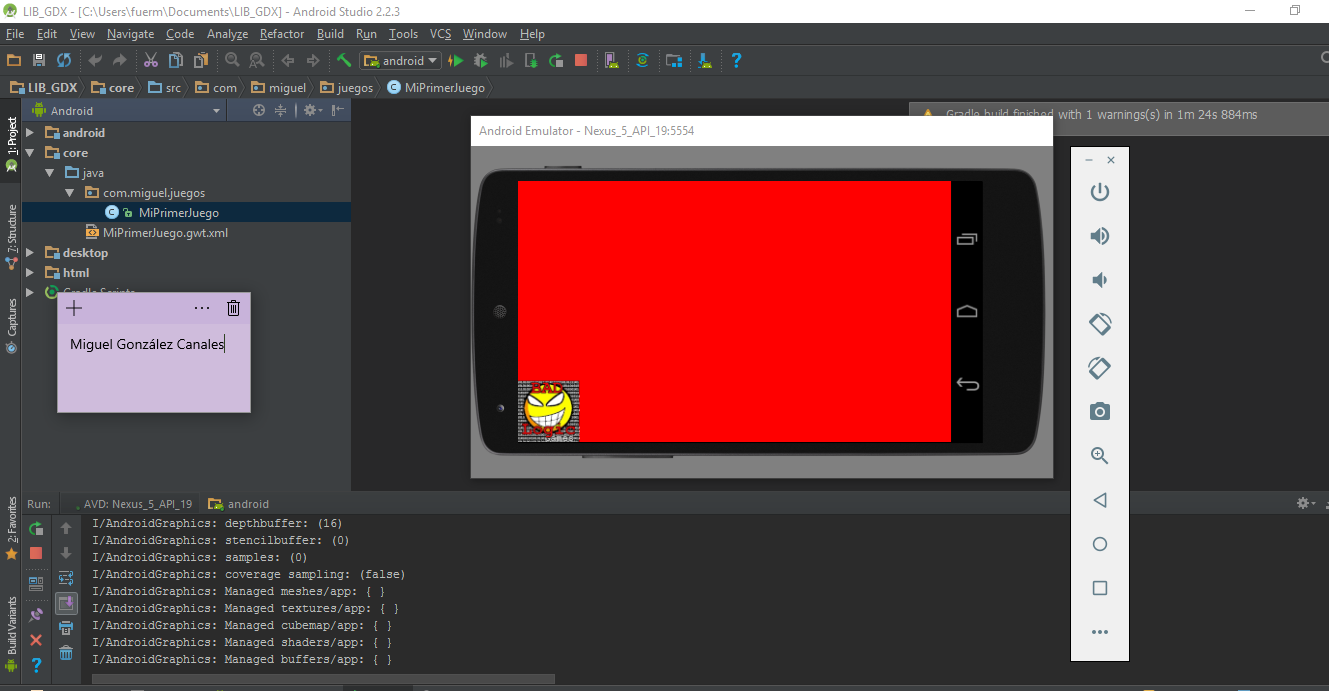 LIB_GDX - [C:\Users\fuerm\Documents\LIB_GDX] - Android Studio 2.2.3
File Edit View Navigate Code Analyze Refactor Build Run Tools VCS Window Help
android
LIB_GDX core src com miguel juegos MiPrimerJuego
Android
Gradle build finished with 1 warnings(s) in 1m 24s 884ms
1: Project
7: Structure
Captures
2: Favorites
Build Variants
android
core
java
com.miguel.juegos
MiPrimerJuego
MiPrimerJuego.gwt.xml
desktop
html
Gradle Scripts
Miguel González Canales
Android Emulator - Nexus_5_API_19:5554
BAD
Logic
games
Run: AVD: Nexus_5_API_19 android
I/AndroidGraphics: depthbuffer: (16)
I/AndroidGraphics: stencilbuffer: (0)
I/AndroidGraphics: samples: (0)
I/AndroidGraphics: coverage sampling: (false)
I/AndroidGraphics: Managed meshes/app: { }
I/AndroidGraphics: Managed textures/app: { }
I/AndroidGraphics: Managed cubemap/app: { }
I/AndroidGraphics: Managed shaders/app: { }
I/AndroidGraphics: Managed buffers/app: { }